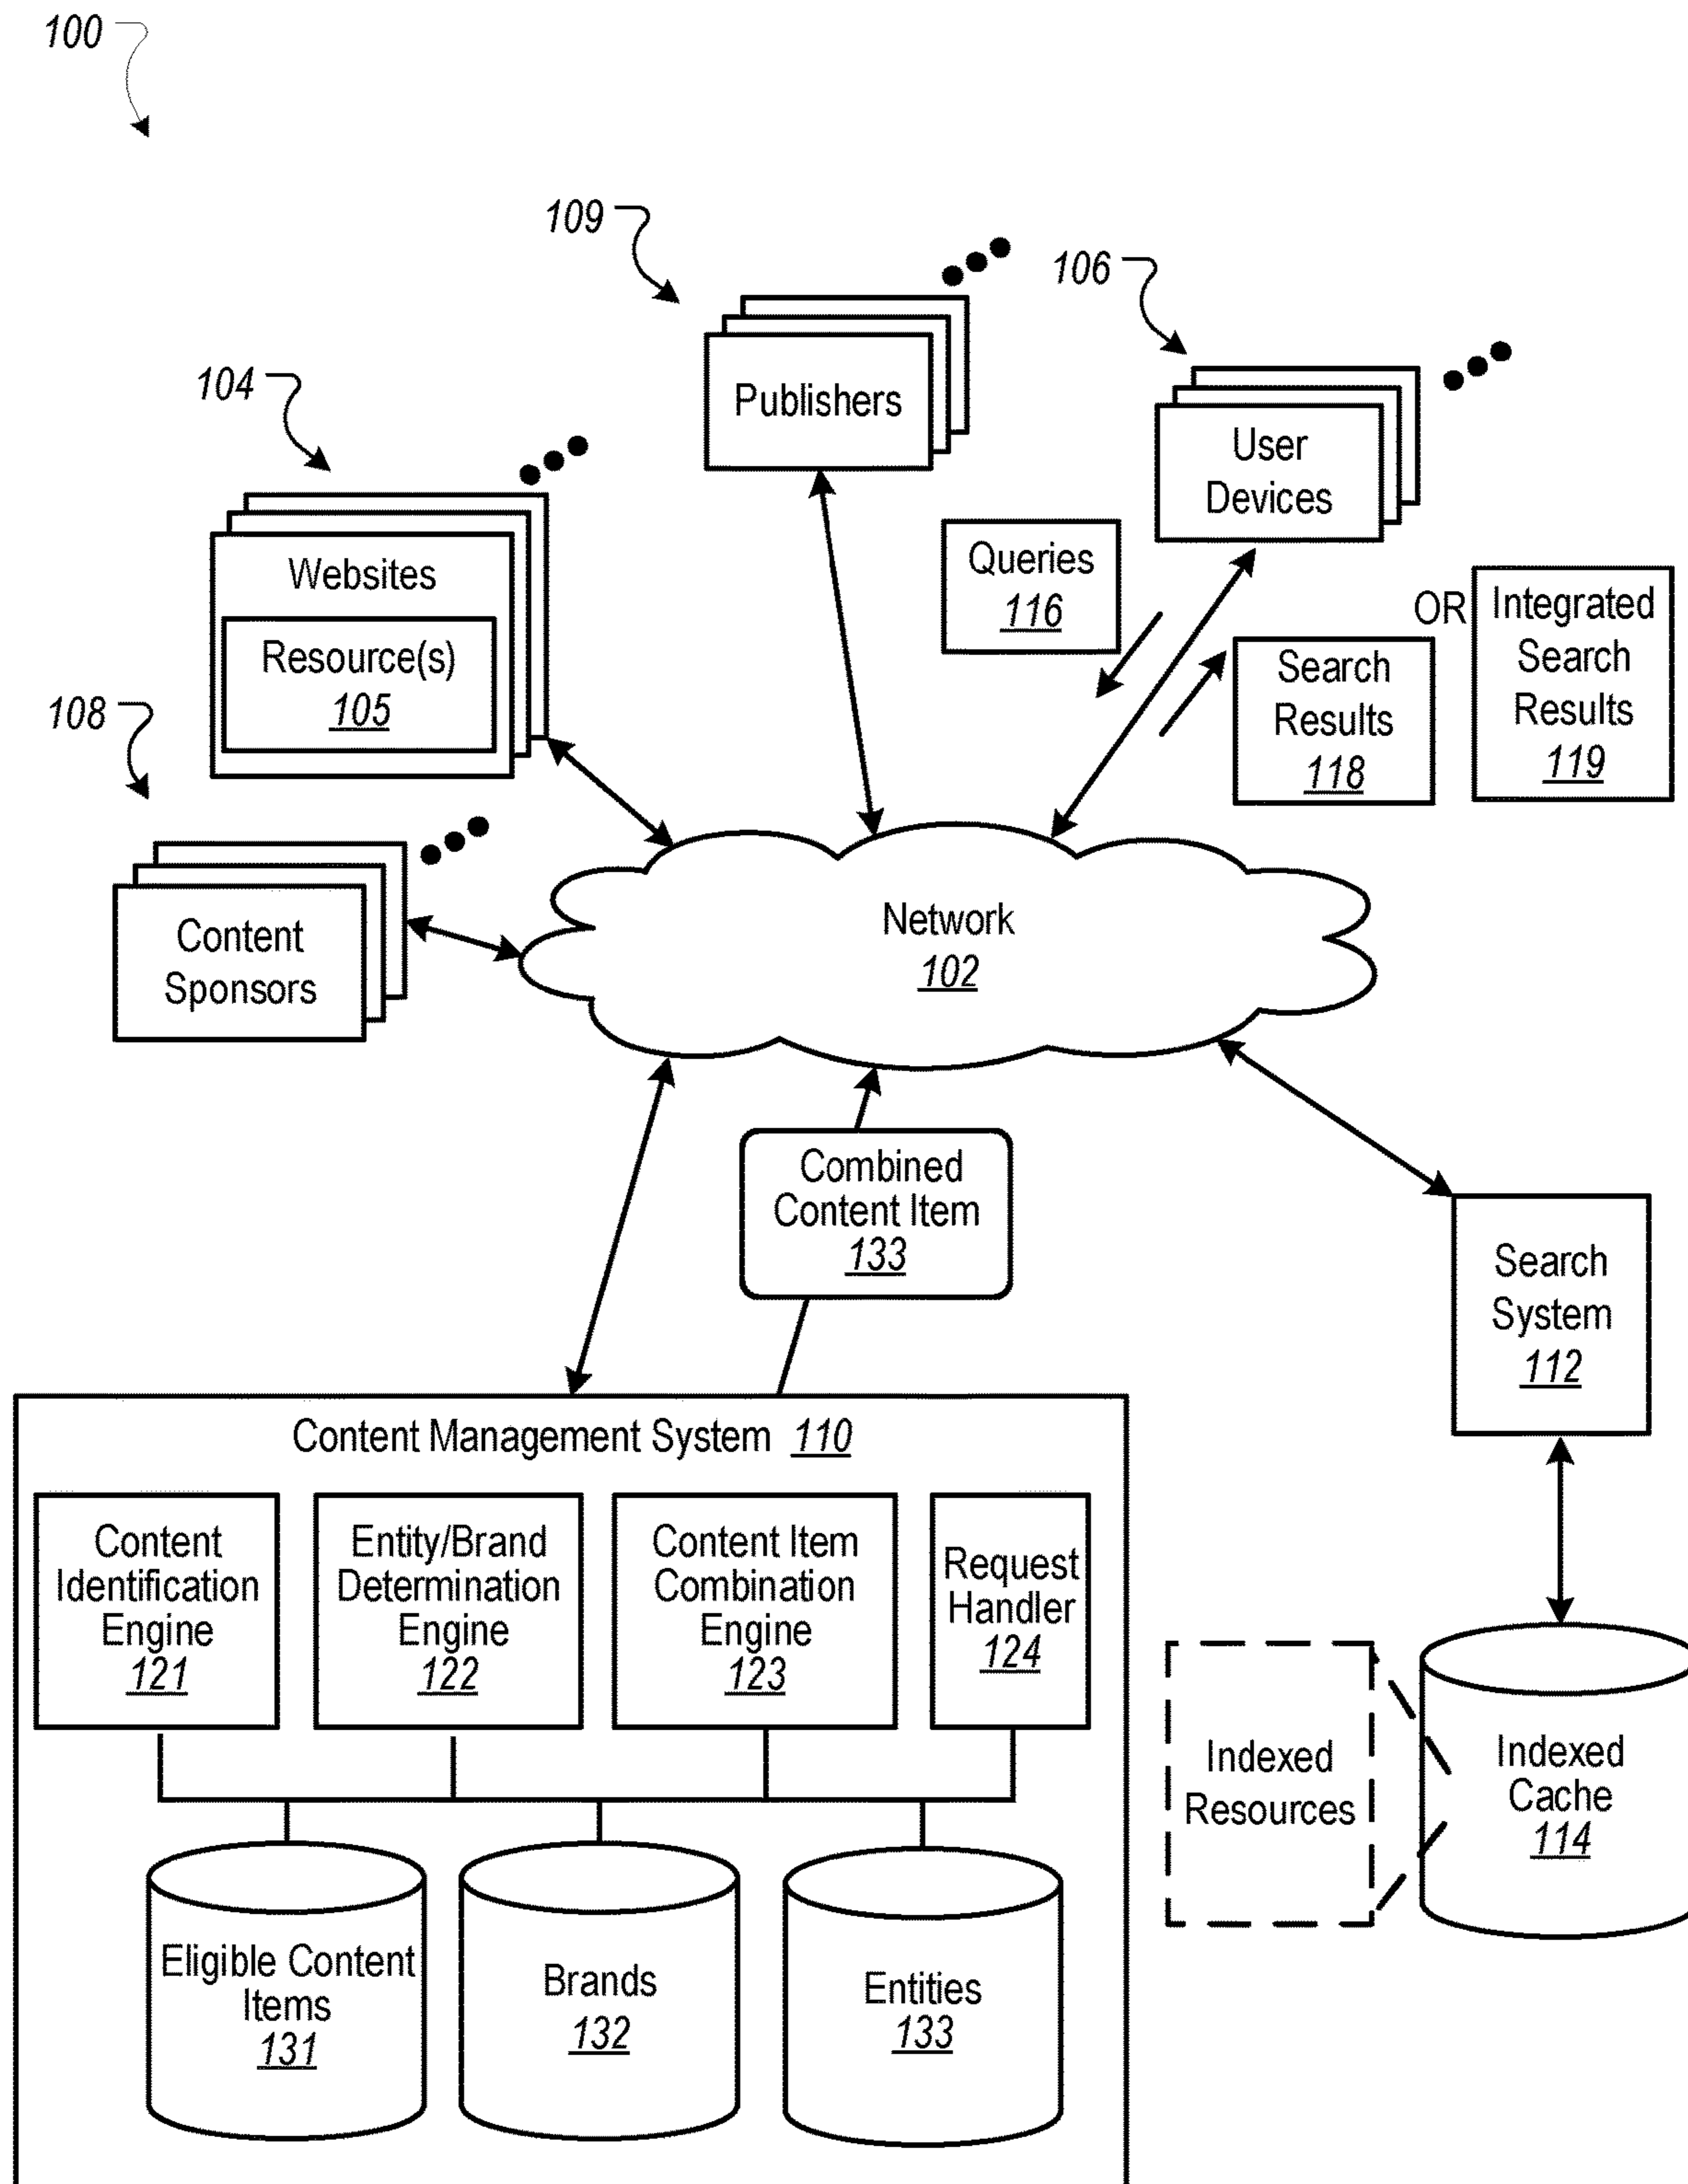 100
109
106
104
Publishers
User
Devices
Queries
116
OR
Integrated
Search
Results
119
Websites
Resource(s)
105
Search
Results
118
108
Content
Sponsors
Network
102
Combined
Content Item
133
Search
System
112
Content Management System 110
Content
Identification
Engine
121
Entity/Brand
Determination
Engine
122
Content Item
Combination
Engine
123
Request
Handler
124
Indexed
Resources
Indexed
Cache
114
Eligible Content
Items
131
Brands
132
Entities
133